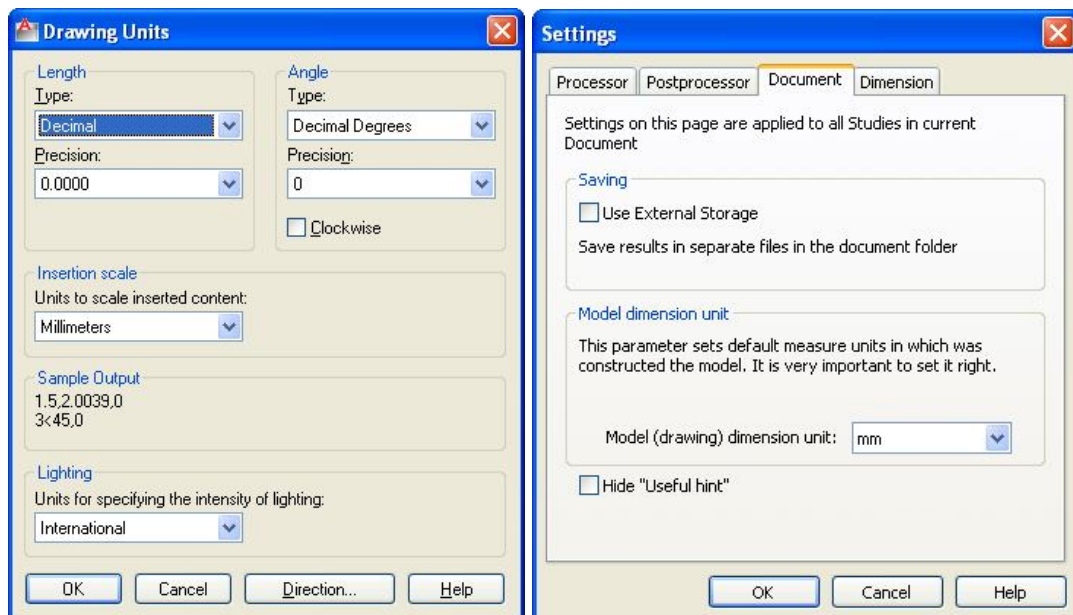 Drawing Units
Length
Type:
Decimal
Precision:
0.0000
Angle
Type:
Decimal Degrees
Precision:
0
Clockwise
Insertion scale
Units to scale inserted content:
Millimeters
Sample Output
1.5,2.0039,0
3<45,0
Lighting
Units for specifying the intensity of lighting:
International
OK
Cancel
Direction...
Help
Settings
Processor
Postprocessor
Document
Dimension
Settings on this page are applied to all Studies in current
Document
Saving
Use External Storage
Save results in separate files in the document folder
Model dimension unit
This parameter sets default measure units in which was
constructed the model. It is very important to set it right.
Model (drawing) dimension unit:
mm
Hide "Useful hint"
OK
Cancel
Help